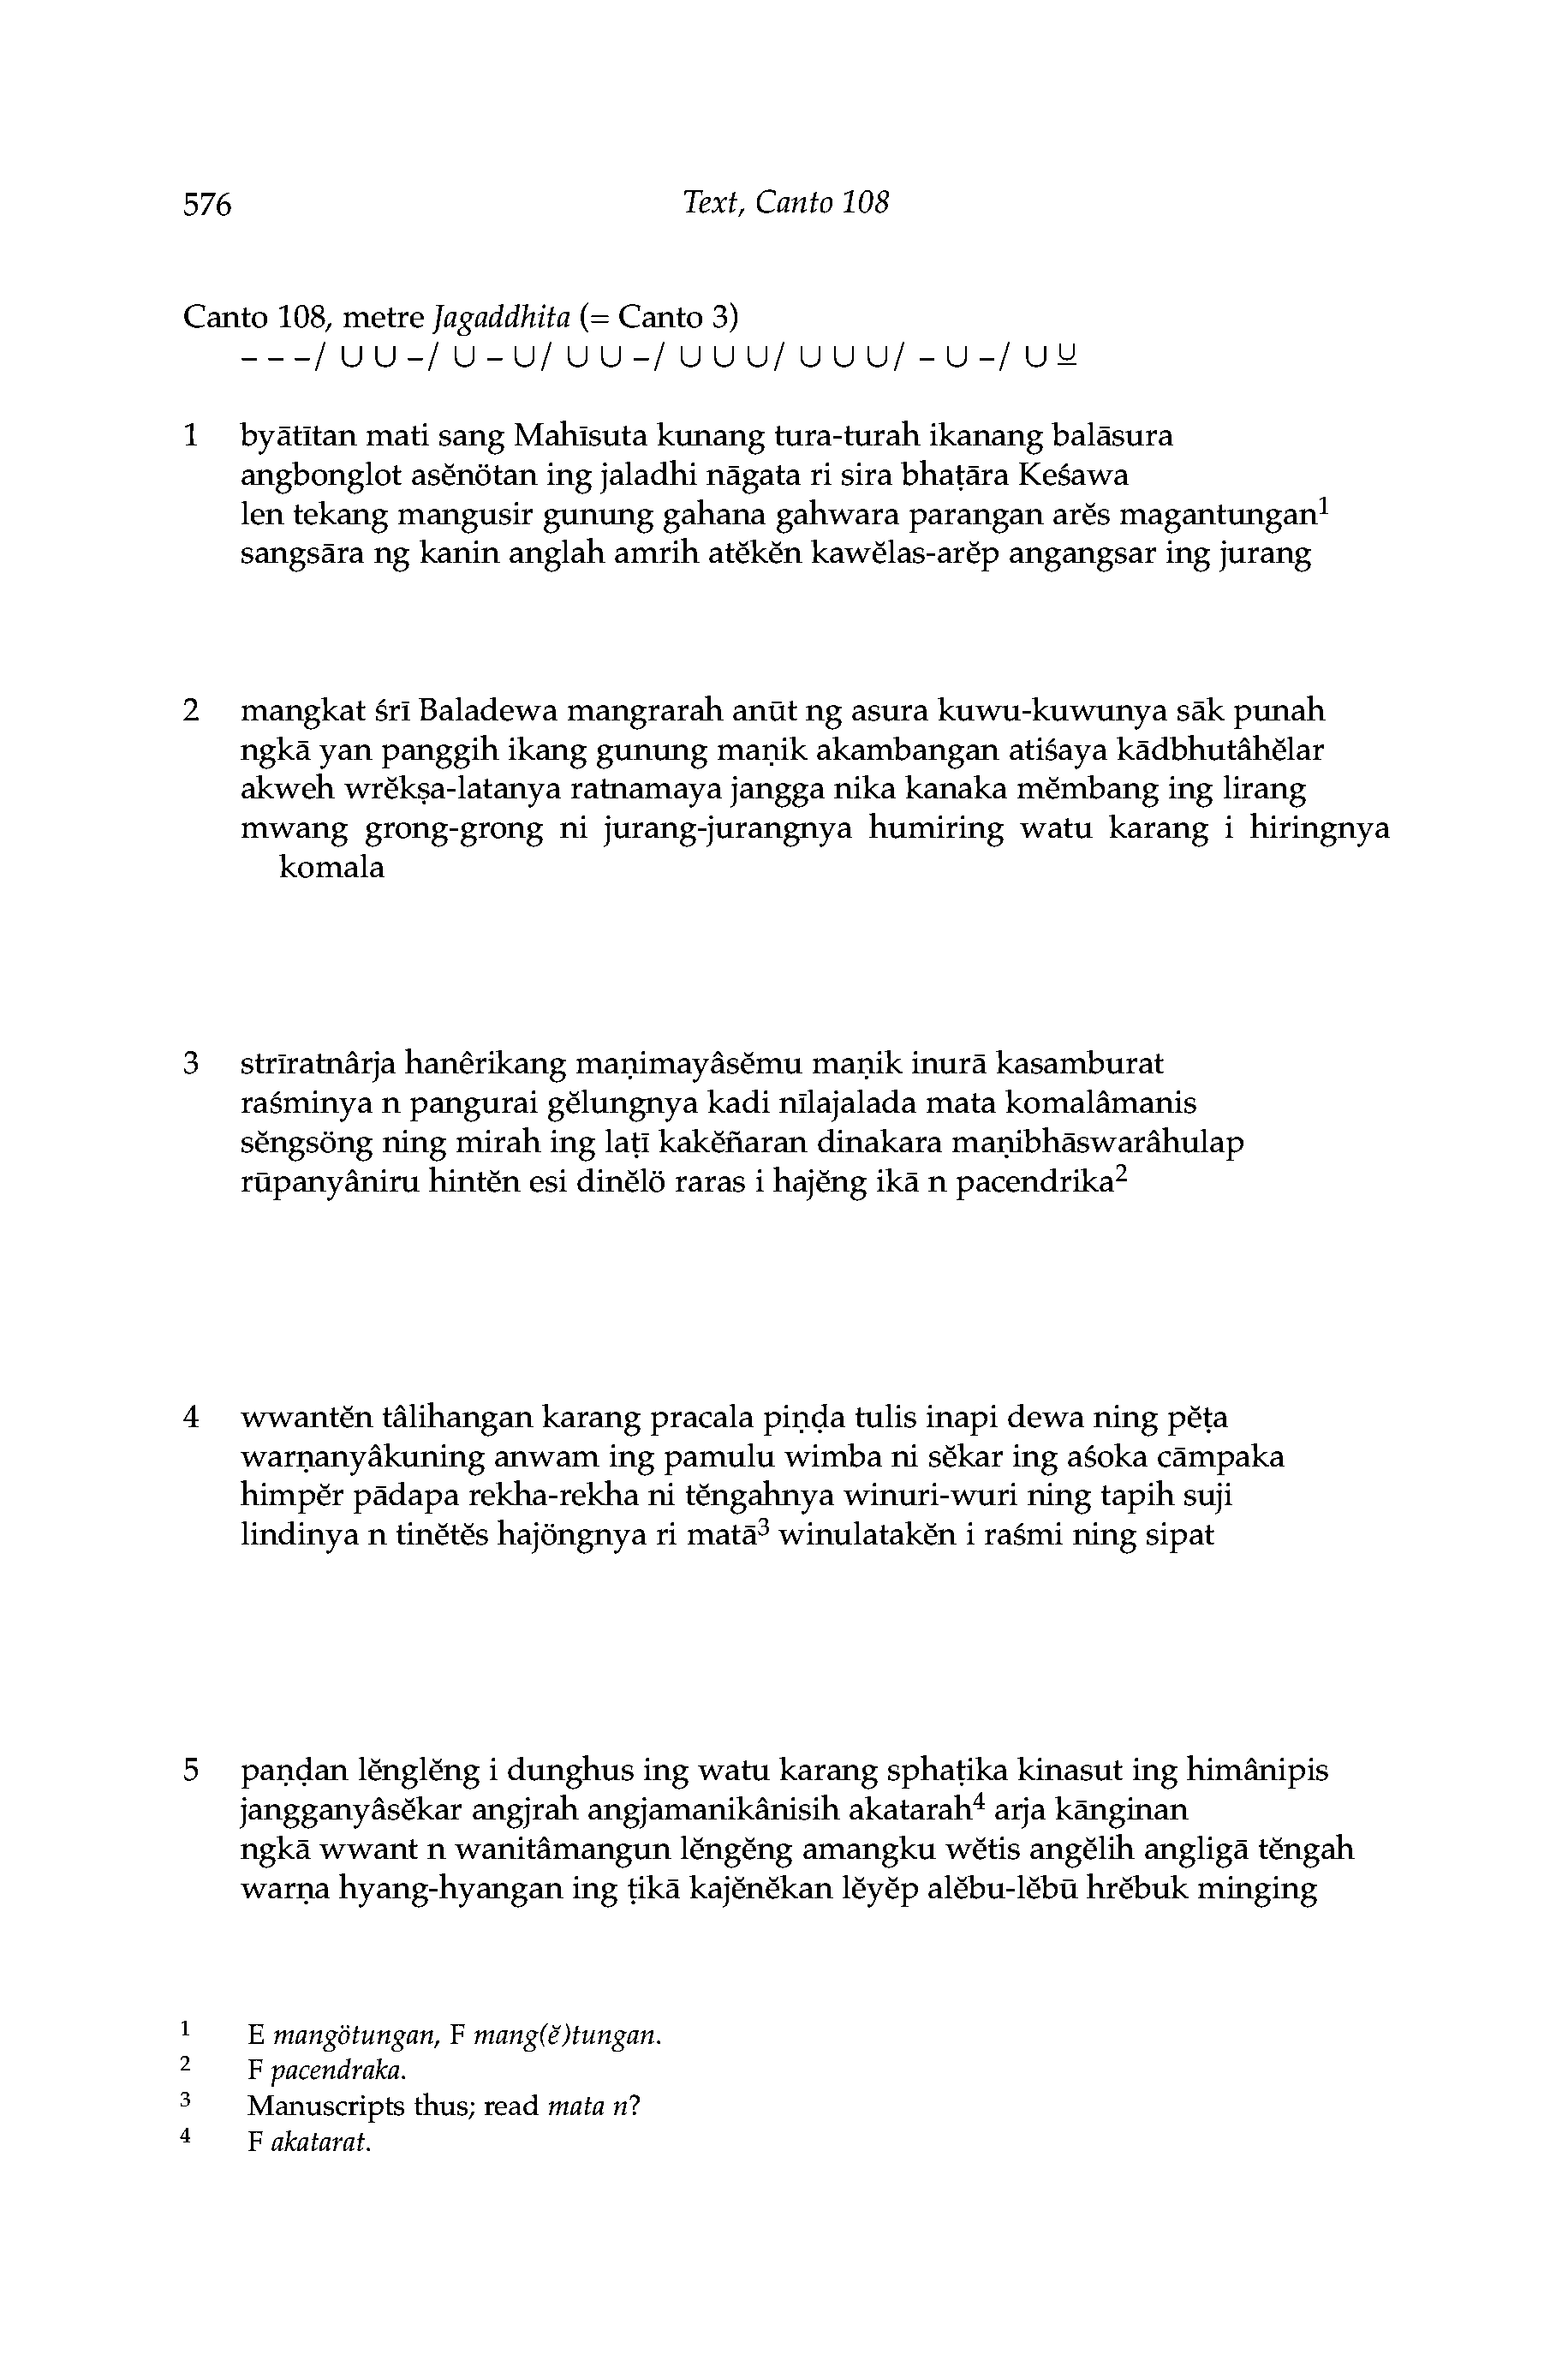 576 Text, Canto 108
Canto 108, metre Jagaddhita (= Canto 3)
– – –/ ∪ ∪ –/ ∪ – ∪/ ∪ ∪ –/ ∪ ∪ ∪/ ∪ ∪ ∪/ – ∪ –/ ∪ ⊻
1 byātītan mati sang Mahīsuta kunang tura-turah ikanang balāsura
angbonglot asĕnötan ing jaladhi nāgata ri sira bhaṭāra Keśawa
len tekang mangusir gunung gahana gahwara parangan arĕs magantungan¹
sangsāra ng kanin anglah amrih atĕkĕn kawĕlas-arĕp angangsar ing jurang
2 mangkat śrī Baladewa mangrarah anūt ng asura kuwu-kuwunya sāk punah
ngkā yan panggih ikang gunung maṇik akambangan atiśaya kādbhutâhĕlar
akweh wrĕkṣa-latanya ratnamaya jangga nika kanaka mĕmbang ing lirang
mwang grong-grong ni jurang-jurangnya humiring watu karang i hiringnya
komala
3 strīratnârja hanêrikang maṇimayâsĕmu maṇik inurā kasamburat
raśminya n pangurai gĕlungnya kadi nīlajalada mata komalâmanis
sĕngsöng ning mirah ing laṭī kakĕñaran dinakara maṇibhāswarâhulap
rūpanyâniru hintĕn esi dinĕlö raras i hajĕng ikā n pacendrika²
4 wwantĕn tâlihangan karang pracala piṇḍa tulis inapi dewa ning pĕṭa
warṇanyâkuning anwam ing pamulu wimba ni sĕkar ing aśoka cāmpaka
himpĕr pādapa rekha-rekha ni tĕngahnya winuri-wuri ning tapih suji
lindinya n tinĕtĕs hajöngnya ri matā³ winulatakĕn i raśmi ning sipat
5 paṇḍan lĕnglĕng i dunghus ing watu karang sphaṭika kinasut ing himânipis
jangganyâsĕkar angjrah angjamanikânisih akatarah⁴ arja kānginan
ngkā wwant n wanitâmangun lĕngĕng amangku wĕtis angĕlih angligā tĕngah
warṇa hyang-hyangan ing ṭikā kajĕnĕkan lĕyĕp alĕbu-lĕbū hrĕbuk minging
1 E mangötungan, F mang(ĕ)tungan.
2 F pacendraka.
3 Manuscripts thus; read mata n?
4 F akatarat.